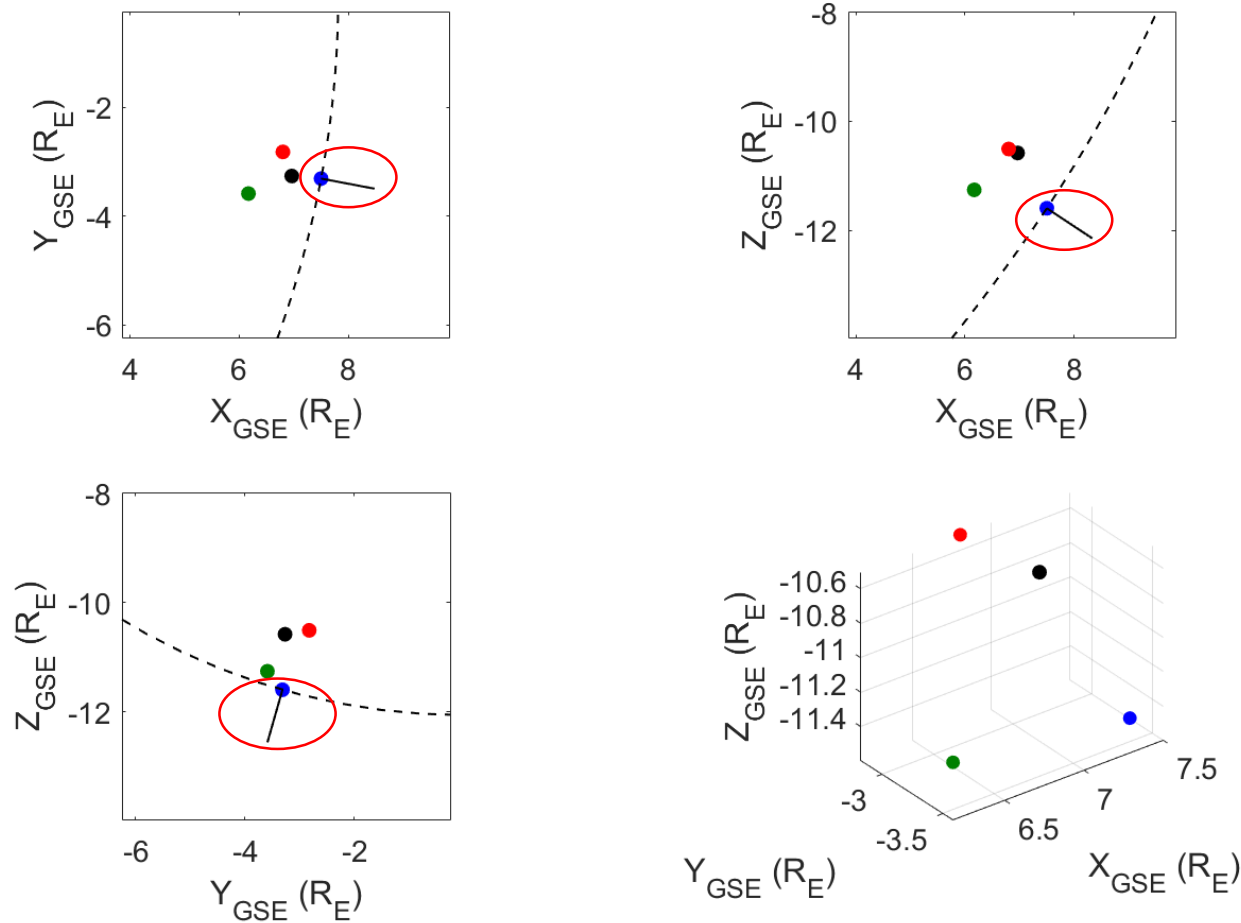 -2
-4
-6
4 6 8
Y_GSE (R_E)
X_GSE (R_E)
-8
-10
-12
4 6 8
Z_GSE (R_E)
X_GSE (R_E)
-8
-10
-12
-6 -4 -2
Z_GSE (R_E)
Y_GSE (R_E)
-10.6
-10.8
-11
-11.2
-11.4
Z_GSE (R_E)
-3
-3.5
6.5
7
7.5
Y_GSE (R_E)
X_GSE (R_E)